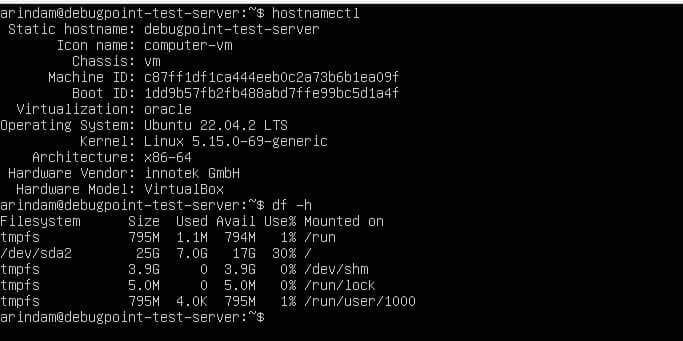 arindam@debugpoint-test-server:~$ hostnamectl
 Static hostname: debugpoint-test-server
       Icon name: computer-vm
         Chassis: vm
      Machine ID: c87ff1df1ca444eeb0c2a73b6b1ea09f
         Boot ID: 1dd9b57fb2fb488abd7ffe99bc5d1a4f
  Virtualization: oracle
Operating System: Ubuntu 22.04.2 LTS
          Kernel: Linux 5.15.0-69-generic
    Architecture: x86-64
 Hardware Vendor: innotek GmbH
  Hardware Model: VirtualBox
arindam@debugpoint-test-server:~$ df -h
Filesystem      Size  Used Avail Use% Mounted on
tmpfs           795M  1.1M  794M   1% /run
/dev/sda2        25G  7.0G   17G  30% /
tmpfs           3.9G     0  3.9G   0% /dev/shm
tmpfs           5.0M     0  5.0M   0% /run/lock
tmpfs           795M  4.0K  795M   1% /run/user/1000
arindam@debugpoint-test-server:~$